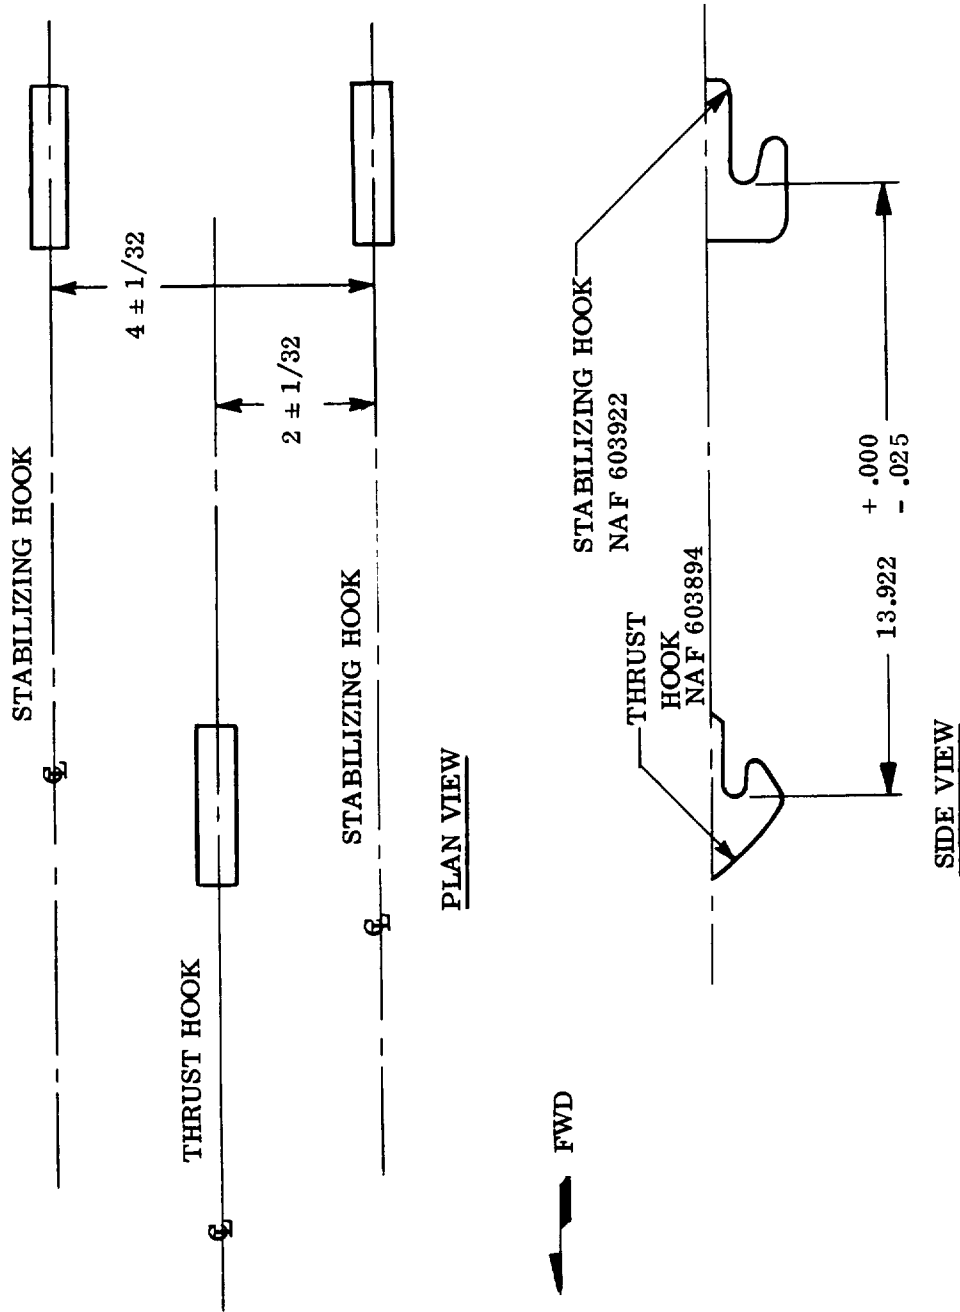 STABILIZING HOOK
4 ± 1/32
THRUST HOOK
2 ± 1/32
STABILIZING HOOK
℄
℄
℄
PLAN VIEW
FWD
STABILIZING HOOK
NAF 603922
THRUST
HOOK
NAF 603894
13.922 + .000
- .025
SIDE VIEW